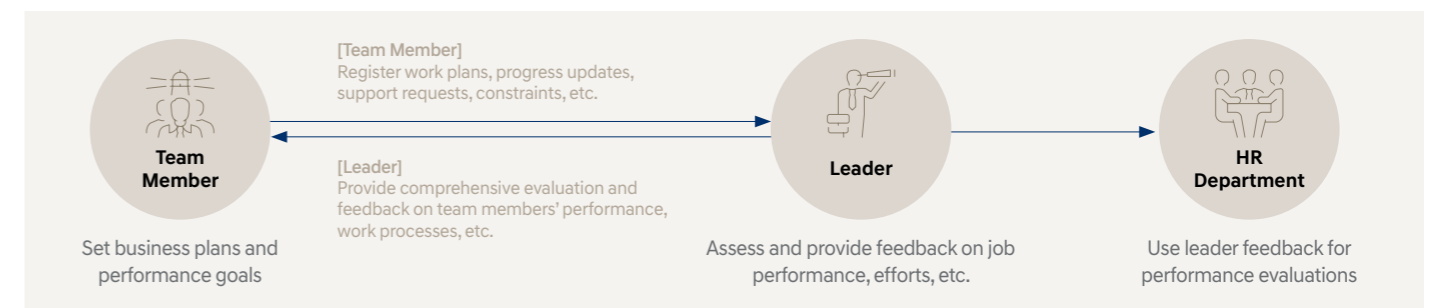 [Team Member]
Register work plans, progress updates,
support requests, constraints, etc.
Team
Member
[Leader]
Provide comprehensive evaluation and
feedback on team members' performance,
work processes, etc.
Leader
HR
Department
Set business plans and
performance goals
Assess and provide feedback on job
performance, efforts, etc.
Use leader feedback for
performance evaluations